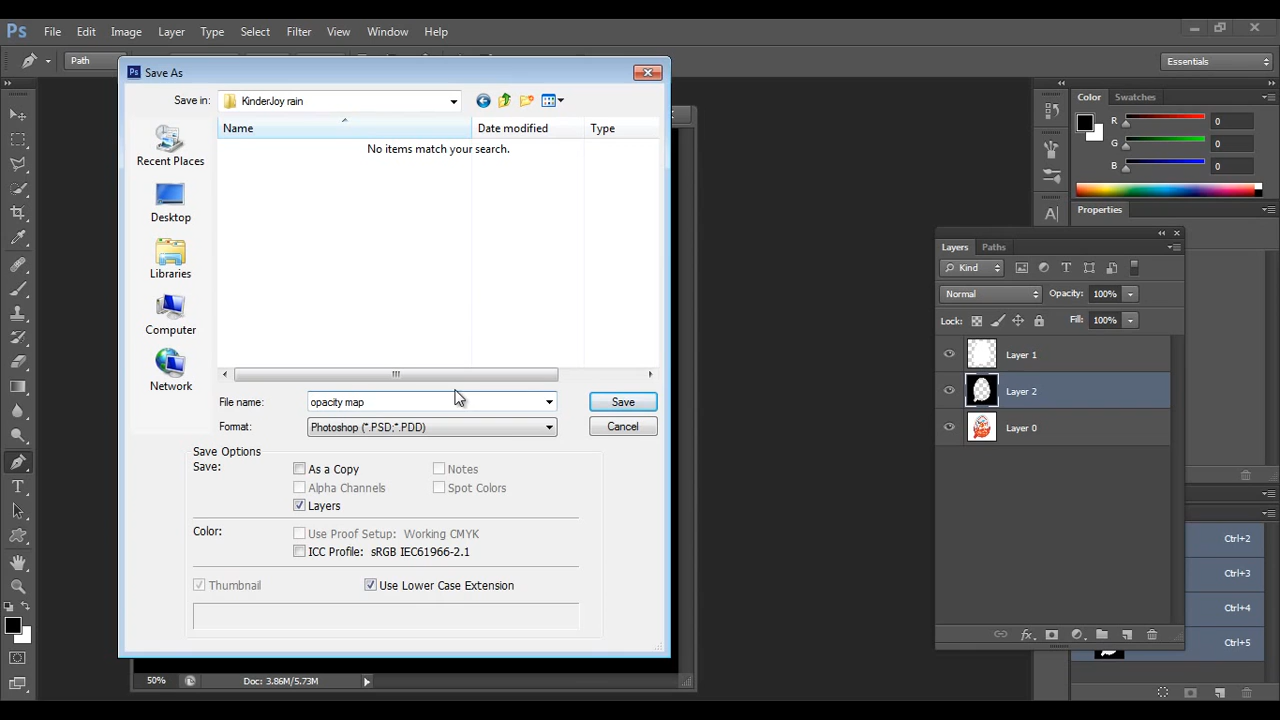 Ps File Edit Image Layer Type Select Filter 3D View Window Help
Path
Essentials
Ps Save As
Save in: KinderJoy rain
Name Date modified Type
No items match your search.
Recent Places
Desktop
Libraries
Computer
Network
File name: opacity map Save
Format: Photoshop (*.PSD;*.PDD) Cancel
Save Options
Save: As a Copy Notes
Alpha Channels Spot Colors
Layers
Color: Use Proof Setup: Working CMYK
ICC Profile: sRGB IEC61966-2.1
Thumbnail Use Lower Case Extension
50% Doc: 3.86M/5.73M
Color Swatches
R 0
G 0
B 0
Properties
Layers Paths
Kind
Normal Opacity: 100%
Lock: Fill: 100%
Layer 1
Layer 2
Layer 0
Ctrl+2
Ctrl+3
Ctrl+4
Ctrl+5